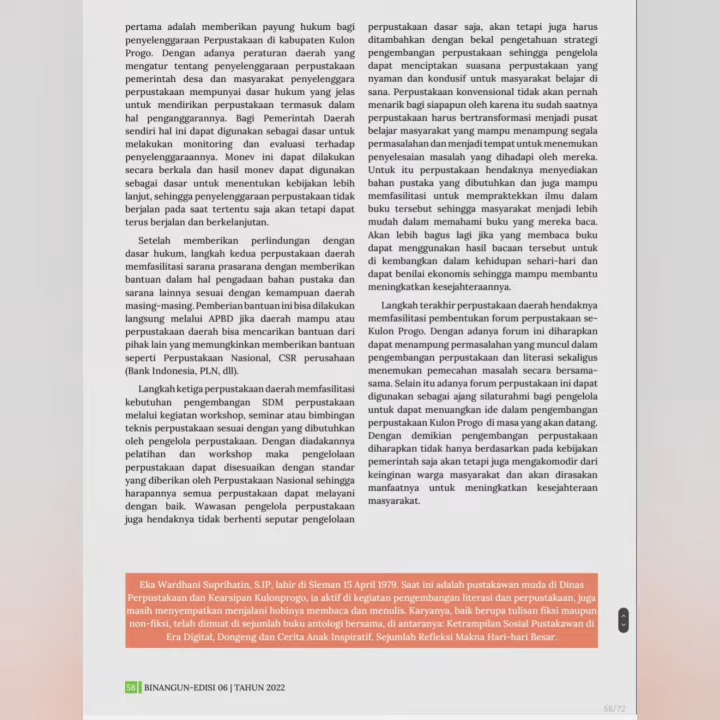 pertama adalah memberikan payung hukum bagi
penyelenggaraan Perpustakaan di kabupaten Kulon
Progo. Dengan adanya peraturan daerah yang
mengatur tentang penyelenggaraan perpustakaan
pemerintah desa dan masyarakat penyelenggara
perpustakaan mempunyai dasar hukum yang jelas
untuk mendirikan perpustakaan termasuk dalam
hal penganggarannya. Bagi Pemerintah Daerah
sendiri hal ini dapat digunakan sebagai dasar untuk
melakukan monitoring dan evaluasi terhadap
penyelenggaraannya. Monev ini dapat dilakukan
secara berkala dan hasil monev dapat digunakan
sebagai dasar untuk menentukan kebijakan lebih
lanjut, sehingga penyelenggaraan perpustakaan tidak
berjalan pada saat tertentu saja akan tetapi dapat
terus berjalan dan berkelanjutan.
Setelah memberikan perlindungan dengan
dasar hukum, langkah kedua perpustakaan daerah
memfasilitasi sarana prasarana dengan memberikan
bantuan dalam hal pengadaan bahan pustaka dan
sarana lainnya sesuai dengan kemampuan daerah
masing-masing. Pemberian bantuan ini bisa dilakukan
langsung melalui APBD jika daerah mampu atau
perpustakaan daerah bisa mencarikan bantuan dari
pihak lain yang memungkinkan memberikan bantuan
seperti Perpustakaan Nasional, CSR perusahaan
(Bank Indonesia, PLN, dll).
Langkah ketiga perpustakaan daerah memfasilitasi
kebutuhan pengembangan SDM perpustakaan
melalui kegiatan workshop, seminar atau bimbingan
teknis perpustakaan sesuai dengan yang dibutuhkan
oleh pengelola perpustakaan. Dengan diadakannya
pelatihan dan workshop maka pengelolaan
perpustakaan dapat disesuaikan dengan standar
yang diberikan oleh Perpustakaan Nasional sehingga
harapannya semua perpustakaan dapat melayani
dengan baik. Wawasan pengelola perpustakaan
juga hendaknya tidak berhenti seputar pengelolaan
perpustakaan dasar saja, akan tetapi juga harus
ditambahkan dengan bekal pengetahuan strategi
pengembangan perpustakaan sehingga pengelola
dapat menciptakan suasana perpustakaan yang
nyaman dan kondusif untuk masyarakat belajar di
sana. Perpustakaan konvensional tidak akan pernah
menarik bagi siapapun oleh karena itu sudah saatnya
perpustakaan harus bertransformasi menjadi pusat
belajar masyarakat yang mampu menampung segala
permasalahan dan menjadi tempat untuk menemukan
penyelesaian masalah yang dihadapi oleh mereka.
Untuk itu perpustakaan hendaknya menyediakan
bahan pustaka yang dibutuhkan dan juga mampu
memfasilitasi untuk mempraktekkan ilmu dalam
buku tersebut sehingga masyarakat menjadi lebih
mudah dalam memahami buku yang mereka baca.
Akan lebih bagus lagi jika yang membaca buku
dapat menggunakan hasil bacaan tersebut untuk
di kembangkan dalam kehidupan sehari-hari dan
dapat benilai ekonomis sehingga mampu membantu
meningkatkan kesejahteraannya.
Langkah terakhir perpustakaan daerah hendaknya
memfasilitasi pembentukan forum perpustakaan se-
Kulon Progo. Dengan adanya forum ini diharapkan
dapat menampung permasalahan yang muncul dalam
pengembangan perpustakaan dan literasi sekaligus
menemukan pemecahan masalah secara bersama-
sama. Selain itu adanya forum perpustakaan ini dapat
digunakan sebagai ajang silaturahmi bagi pengelola
untuk dapat menuangkan ide dalam pengembangan
perpustakaan Kulon Progo di masa yang akan datang.
Dengan demikian pengembangan perpustakaan
diharapkan tidak hanya berdasarkan pada kebijakan
pemerintah saja akan tetapi juga mengakomodir dari
keinginan warga masyarakat dan akan dirasakan
manfaatnya untuk meningkatkan kesejahteraan
masyarakat.
Eka Wardhani Suprihatin, S.IP, lahir di Sleman 15 April 1979. Saat ini adalah pustakawan muda di Dinas
Perpustakaan dan Kearsipan Kulonprogo, ia aktif di kegiatan pengembangan literasi dan perpustakaan, juga
masih menyempatkan menjalani hobinya membaca dan menulis. Karyanya, baik berupa tulisan fiksi maupun
non-fiksi, telah dimuat di sejumlah buku antologi bersama, di antaranya: Ketrampilan Sosial Pustakawan di
Era Digital, Dongeng dan Cerita Anak Inspiratif, Sejumlah Refleksi Makna Hari-hari Besar.
58 BINANGUN-EDISI 06 | TAHUN 2022
58/72